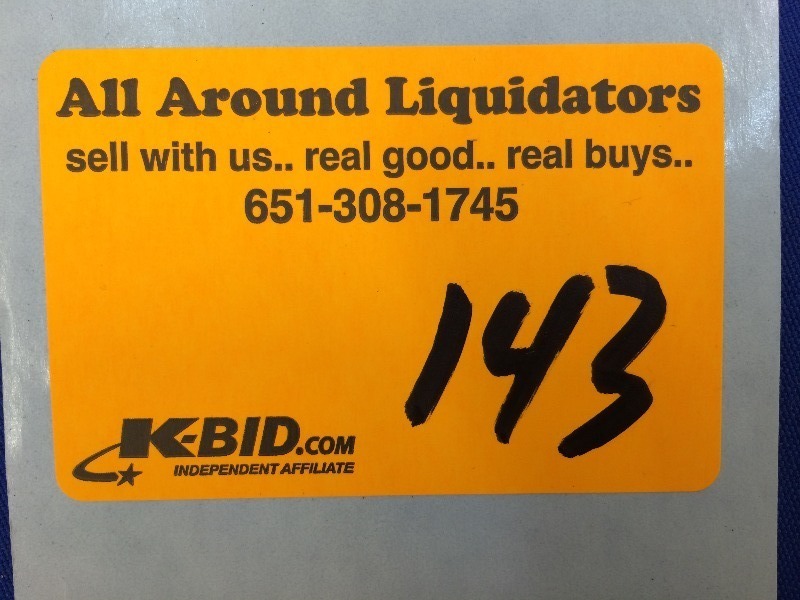 All Around Liquidators
sell with us.. real good.. real buys..
651-308-1745
143
K-BID.COM
INDEPENDENT AFFILIATE